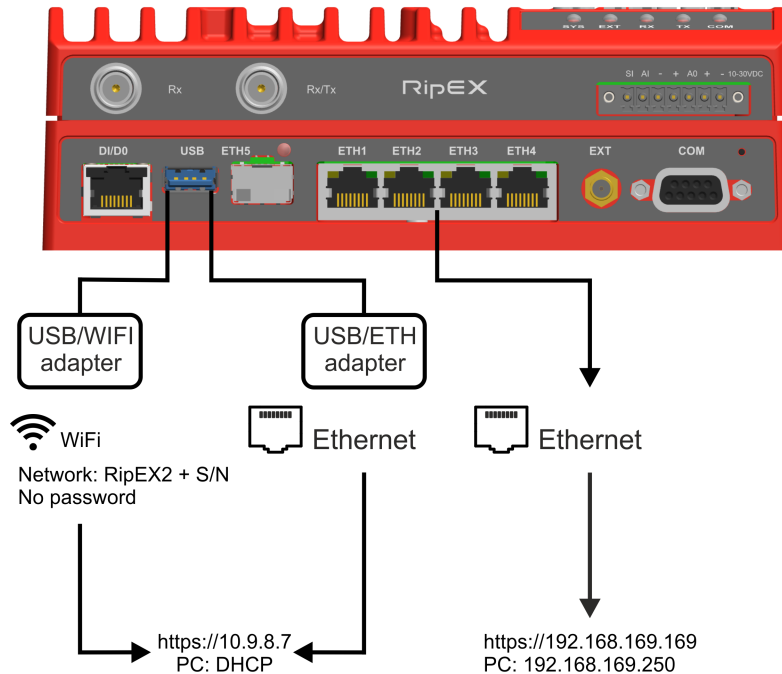 SYS EXT RX TX COM
Rx
Rx/Tx
RipEX
SI AI - + A0 + - 10-30VDC
DI/D0
USB
ETH5
ETH1
ETH2
ETH3
ETH4
EXT
COM
USB/WIFI
adapter
USB/ETH
adapter
WiFi
Ethernet
Ethernet
Network: RipEX2 + S/N
No password
https://10.9.8.7
PC: DHCP
https://192.168.169.169
PC: 192.168.169.250